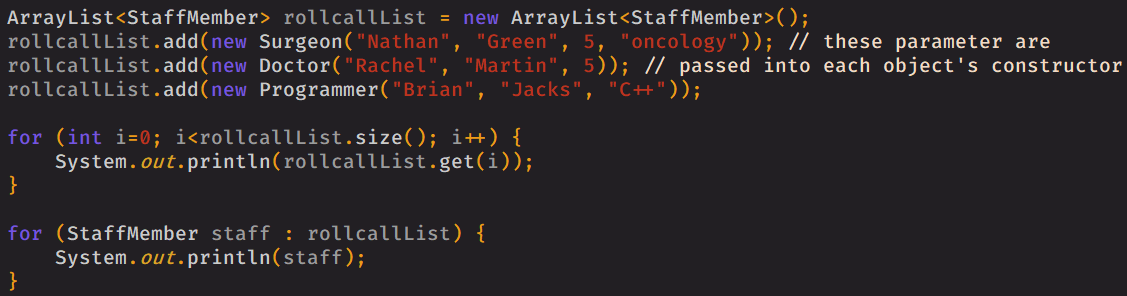 ArrayList<StaffMember> rollcallList = new ArrayList<StaffMember>();
rollcallList.add(new Surgeon("Nathan", "Green", 5, "oncology")); // these parameter are
rollcallList.add(new Doctor("Rachel", "Martin", 5)); // passed into each object's constructor
rollcallList.add(new Programmer("Brian", "Jacks", "C++"));

for (int i=0; i<rollcallList.size(); i++) {
    System.out.println(rollcallList.get(i));
}

for (StaffMember staff : rollcallList) {
    System.out.println(staff);
}